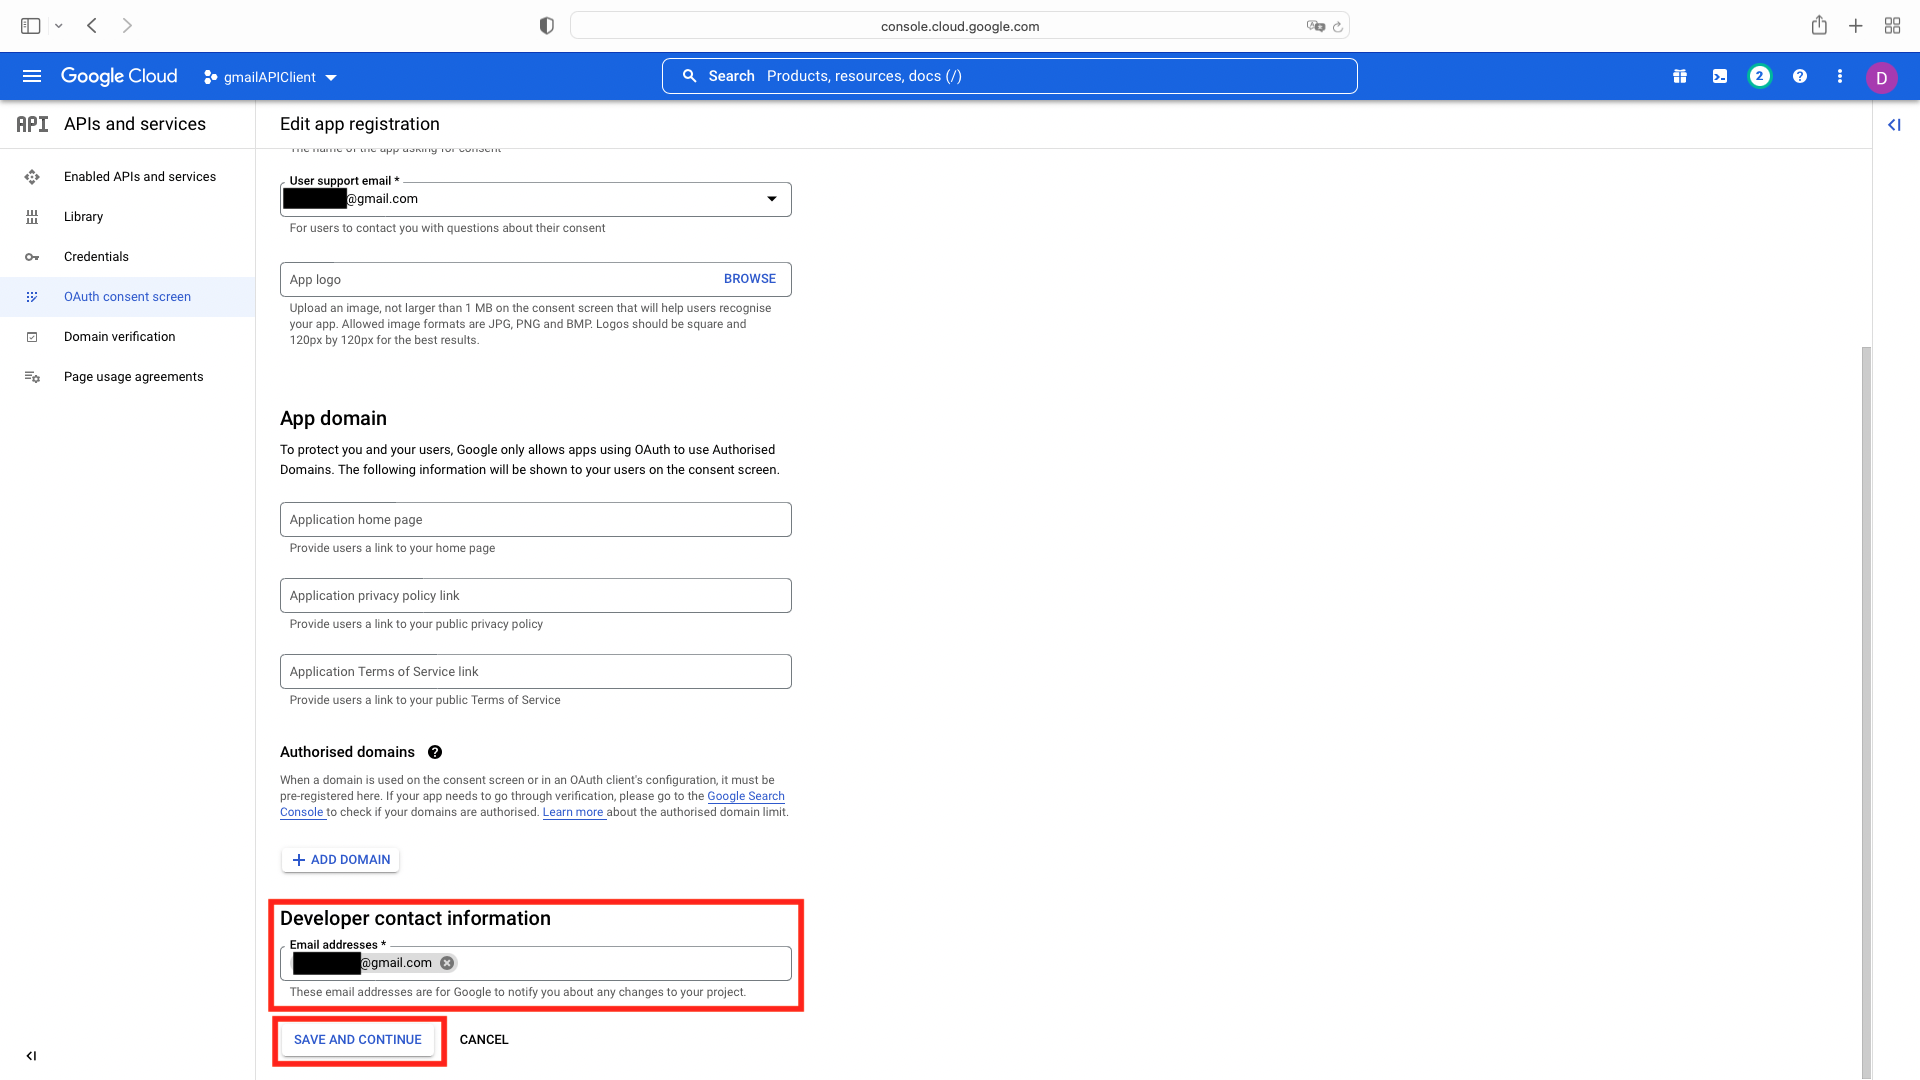 console.cloud.google.com
Google Cloud
gmailAPIClient
Search Products, resources, docs (/)
2
D
API APIs and services
Edit app registration
The name of the app asking for consent
Enabled APIs and services
Library
Credentials
OAuth consent screen
Domain verification
Page usage agreements
User support email *
@gmail.com
For users to contact you with questions about their consent
App logo
BROWSE
Upload an image, not larger than 1 MB on the consent screen that will help users recognise
your app. Allowed image formats are JPG, PNG and BMP. Logos should be square and
120px by 120px for the best results.
App domain
To protect you and your users, Google only allows apps using OAuth to use Authorised
Domains. The following information will be shown to your users on the consent screen.
Application home page
Provide users a link to your home page
Application privacy policy link
Provide users a link to your public privacy policy
Application Terms of Service link
Provide users a link to your public Terms of Service
Authorised domains
When a domain is used on the consent screen or in an OAuth client's configuration, it must be
pre-registered here. If your app needs to go through verification, please go to the Google Search
Console to check if your domains are authorised. Learn more about the authorised domain limit.
ADD DOMAIN
Developer contact information
Email addresses *
@gmail.com
These email addresses are for Google to notify you about any changes to your project.
SAVE AND CONTINUE
CANCEL